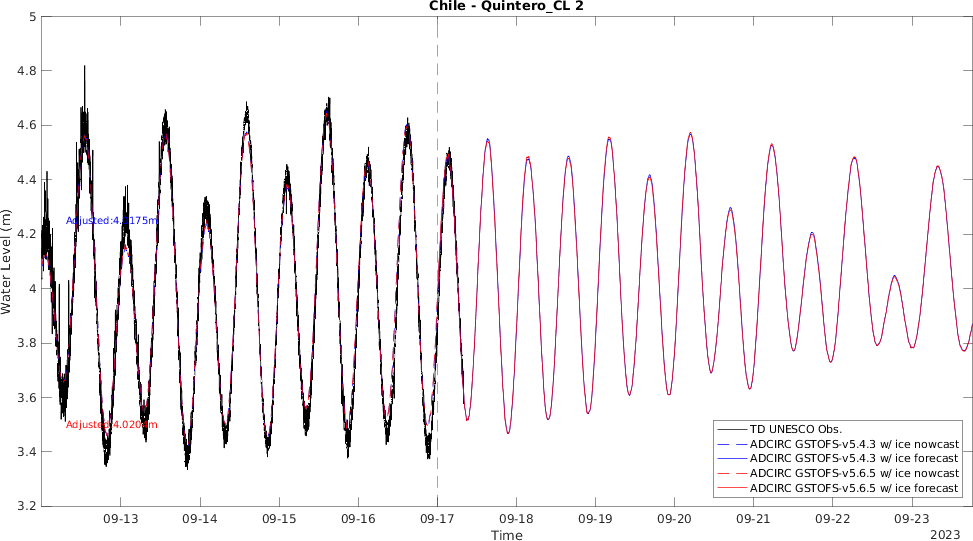 Chile - Quintero_CL 2
5
4.8
4.6
4.4
4.2
4
3.8
3.6
3.4
3.2
Water Level (m)
09-13
09-14
09-15
09-16
09-17
09-18
09-19
09-20
09-21
09-22
09-23
2023
Time
TD UNESCO Obs.
ADCIRC GSTOFS-v5.4.3 w/ ice nowcast
ADCIRC GSTOFS-v5.4.3 w/ ice forecast
ADCIRC GSTOFS-v5.6.5 w/ ice nowcast
ADCIRC GSTOFS-v5.6.5 w/ ice forecast